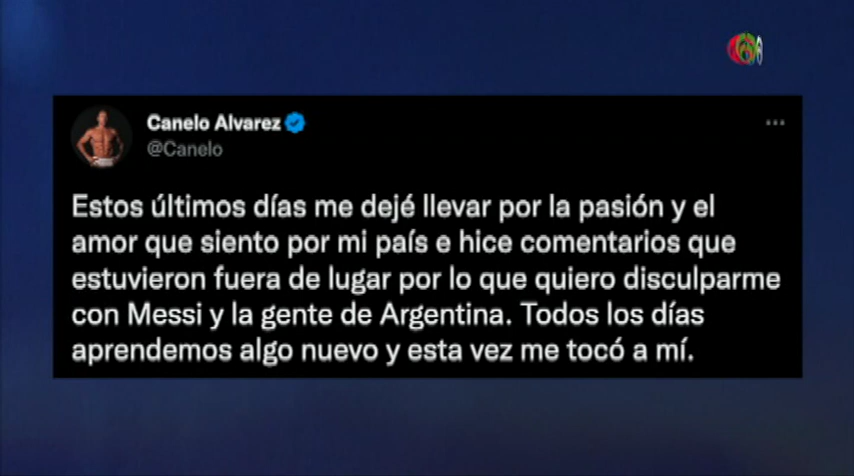 Canelo Alvarez
@Canelo
Estos últimos días me dejé llevar por la pasión y el
amor que siento por mi país e hice comentarios que
estuvieron fuera de lugar por lo que quiero disculparme
con Messi y la gente de Argentina. Todos los días
aprendemos algo nuevo y esta vez me tocó a mí.